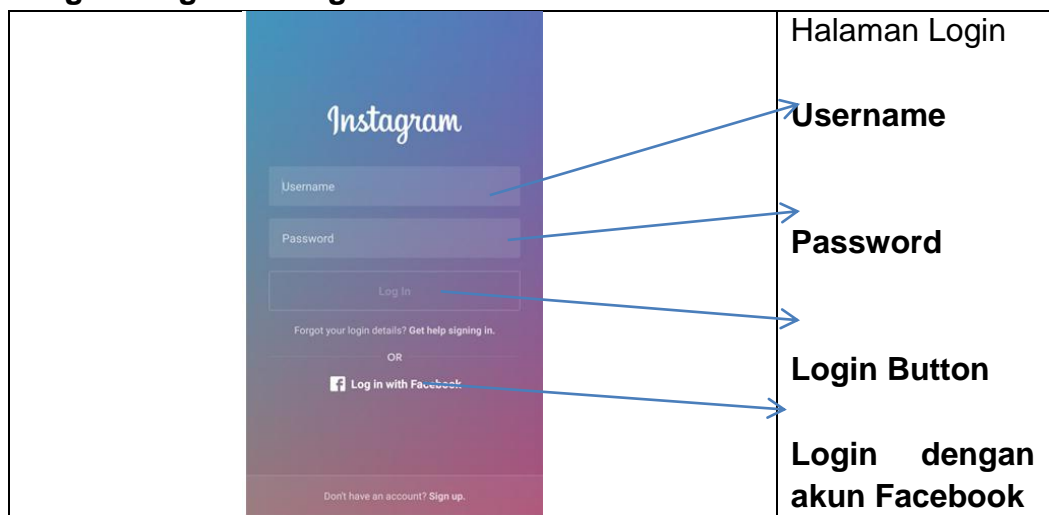 Instagram
Username
Password
Log In
Forgot your login details? Get help signing in.
OR
Log in with Facebook
Don't have an account? Sign up.
Halaman Login
Username
Password
Login Button
Login dengan
akun Facebook